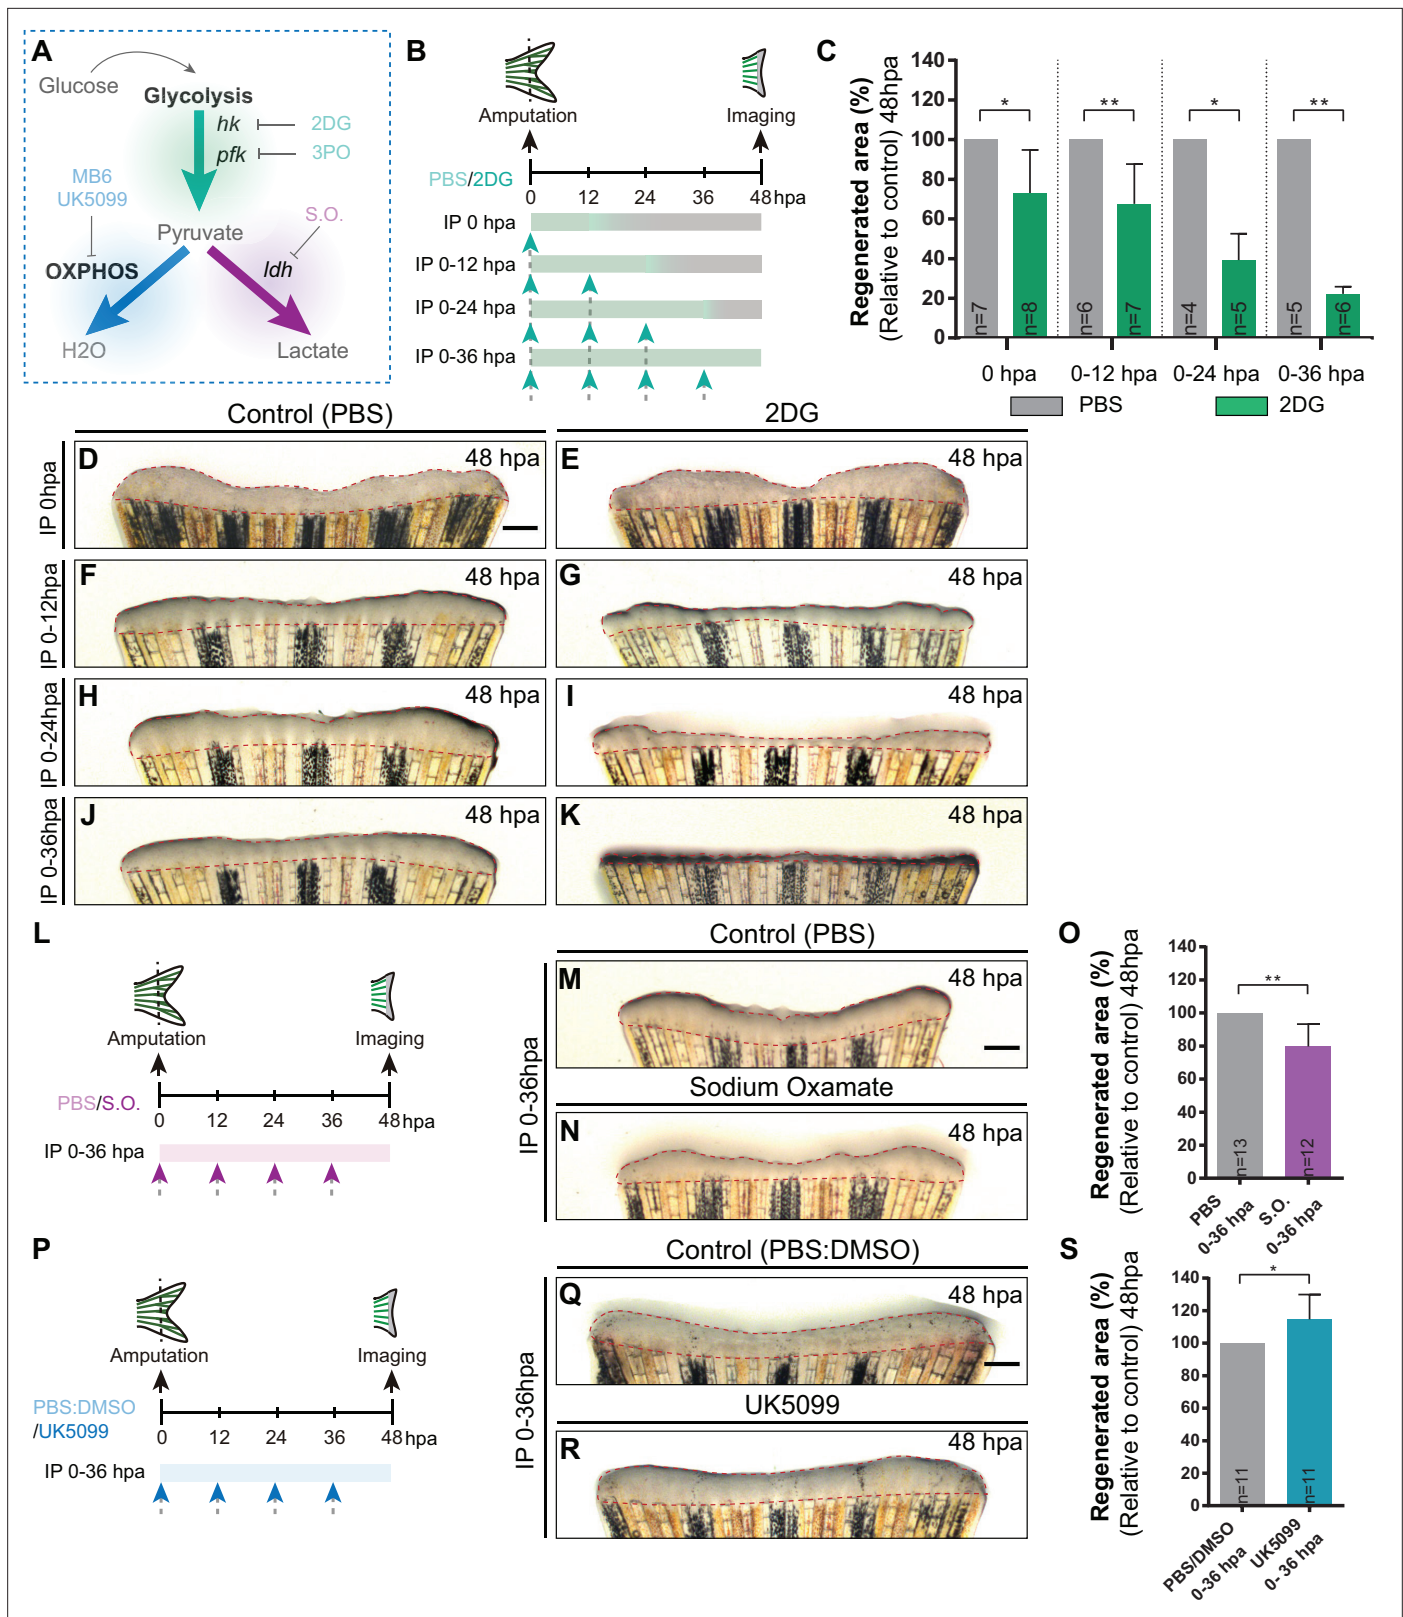 A
Glucose
Glycolysis
hk
2DG
pfk
3PO
MB6
UK5099
S.O.
Pyruvate
OXPHOS
ldh
H2O
Lactate
B
Amputation
Imaging
PBS/2DG
0 12 24 36 48 hpa
IP 0 hpa
IP 0-12 hpa
IP 0-24 hpa
IP 0-36 hpa
C
Regenerated area (%)
(Relative to control) 48hpa
140
120
100
80
60
40
20
0
* ** * **
n=7 n=8 n=6 n=7 n=4 n=5 n=5 n=6
0 hpa 0-12 hpa 0-24 hpa 0-36 hpa
PBS 2DG
Control (PBS)
2DG
IP 0hpa
D 48 hpa
E 48 hpa
IP 0-12hpa
F 48 hpa
G 48 hpa
IP 0-24hpa
H 48 hpa
I 48 hpa
IP 0-36hpa
J 48 hpa
K 48 hpa
L
Amputation
Imaging
PBS/S.O.
0 12 24 36 48 hpa
IP 0-36 hpa
Control (PBS)
IP 0-36hpa
M 48 hpa
Sodium Oxamate
N 48 hpa
O
Regenerated area (%)
(Relative to control) 48hpa
140
120
100
80
60
40
20
0
**
n=13 n=12
PBS
0-36 hpa
S.O.
0-36 hpa
P
Amputation
Imaging
PBS:DMSO
/UK5099
0 12 24 36 48 hpa
IP 0-36 hpa
Control (PBS:DMSO)
IP 0-36hpa
Q 48 hpa
UK5099
R 48 hpa
S
Regenerated area (%)
(Relative to control) 48hpa
140
120
100
80
60
40
20
0
*
n=11 n=11
PBS/DMSO
0-36 hpa
UK5099
0- 36 hpa